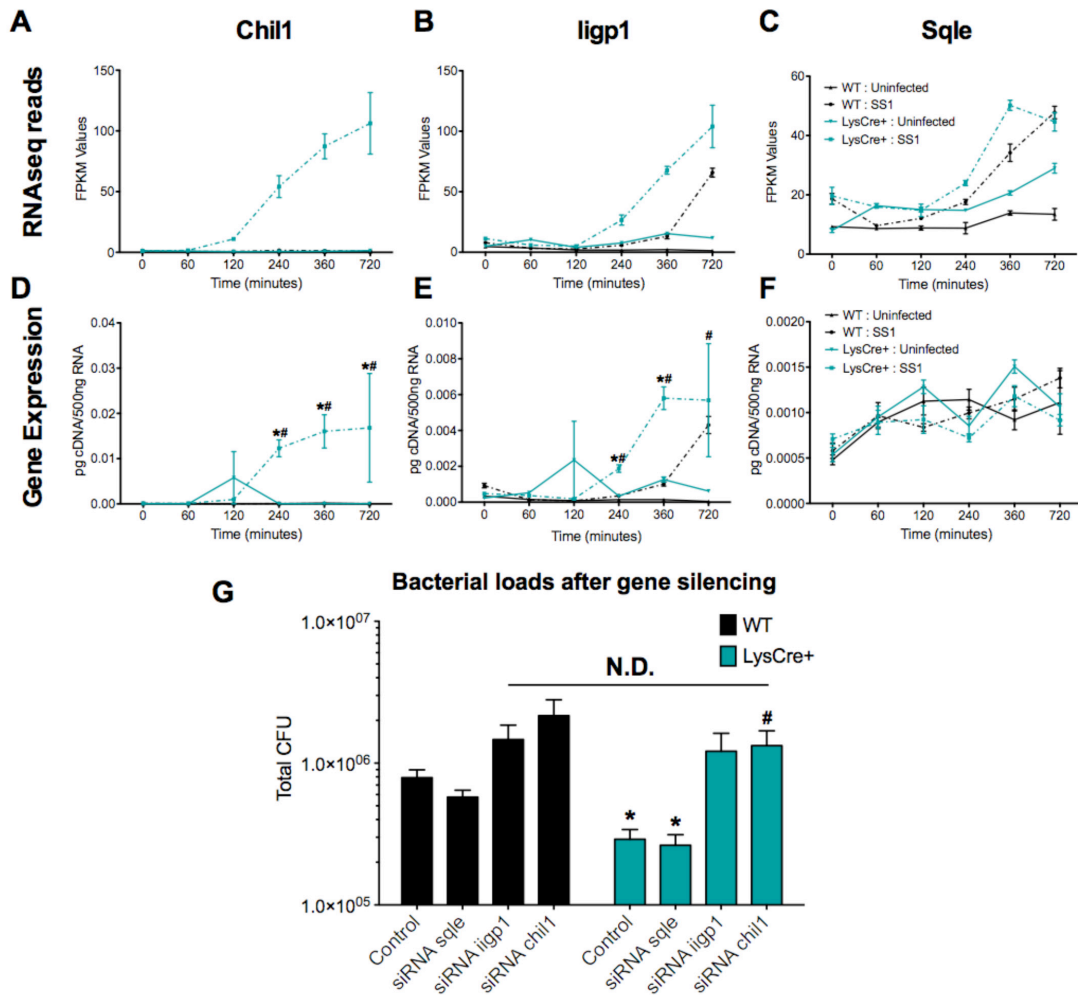 A
Chil1
B
Iigp1
C
Sqle
RNAseq reads
FPKM Values
150
100
50
0
0 60 120 240 360 720
Time (minutes)
FPKM Values
150
100
50
0
0 60 120 240 360 720
Time (minutes)
FPKM Values
60
40
20
0
WT : Uninfected
WT : SS1
LysCre+ : Uninfected
LysCre+ : SS1
0 60 120 240 360 720
Time (minutes)
Gene Expression
D
pg cDNA/500ng RNA
0.04
0.03
0.02
0.01
0.00
*# *# *#
0 60 120 240 360 720
Time (minutes)
E
pg cDNA/500ng RNA
0.010
0.008
0.006
0.004
0.002
0.000
*# *# #
0 60 120 240 360 720
Time (minutes)
F
pg cDNA/500ng RNA
0.0020
0.0015
0.0010
0.0005
0.0000
WT : Uninfected
WT : SS1
LysCre+ : Uninfected
LysCre+ : SS1
0 60 120 240 360 720
Time (minutes)
G
Bacterial loads after gene silencing
Total CFU
1.0×10⁰⁷
1.0×10⁰⁶
1.0×10⁰⁵
WT
LysCre+
N.D.
* * #
Control siRNA sqle siRNA iigp1 siRNA chil1 Control siRNA sqle siRNA iigp1 siRNA chil1